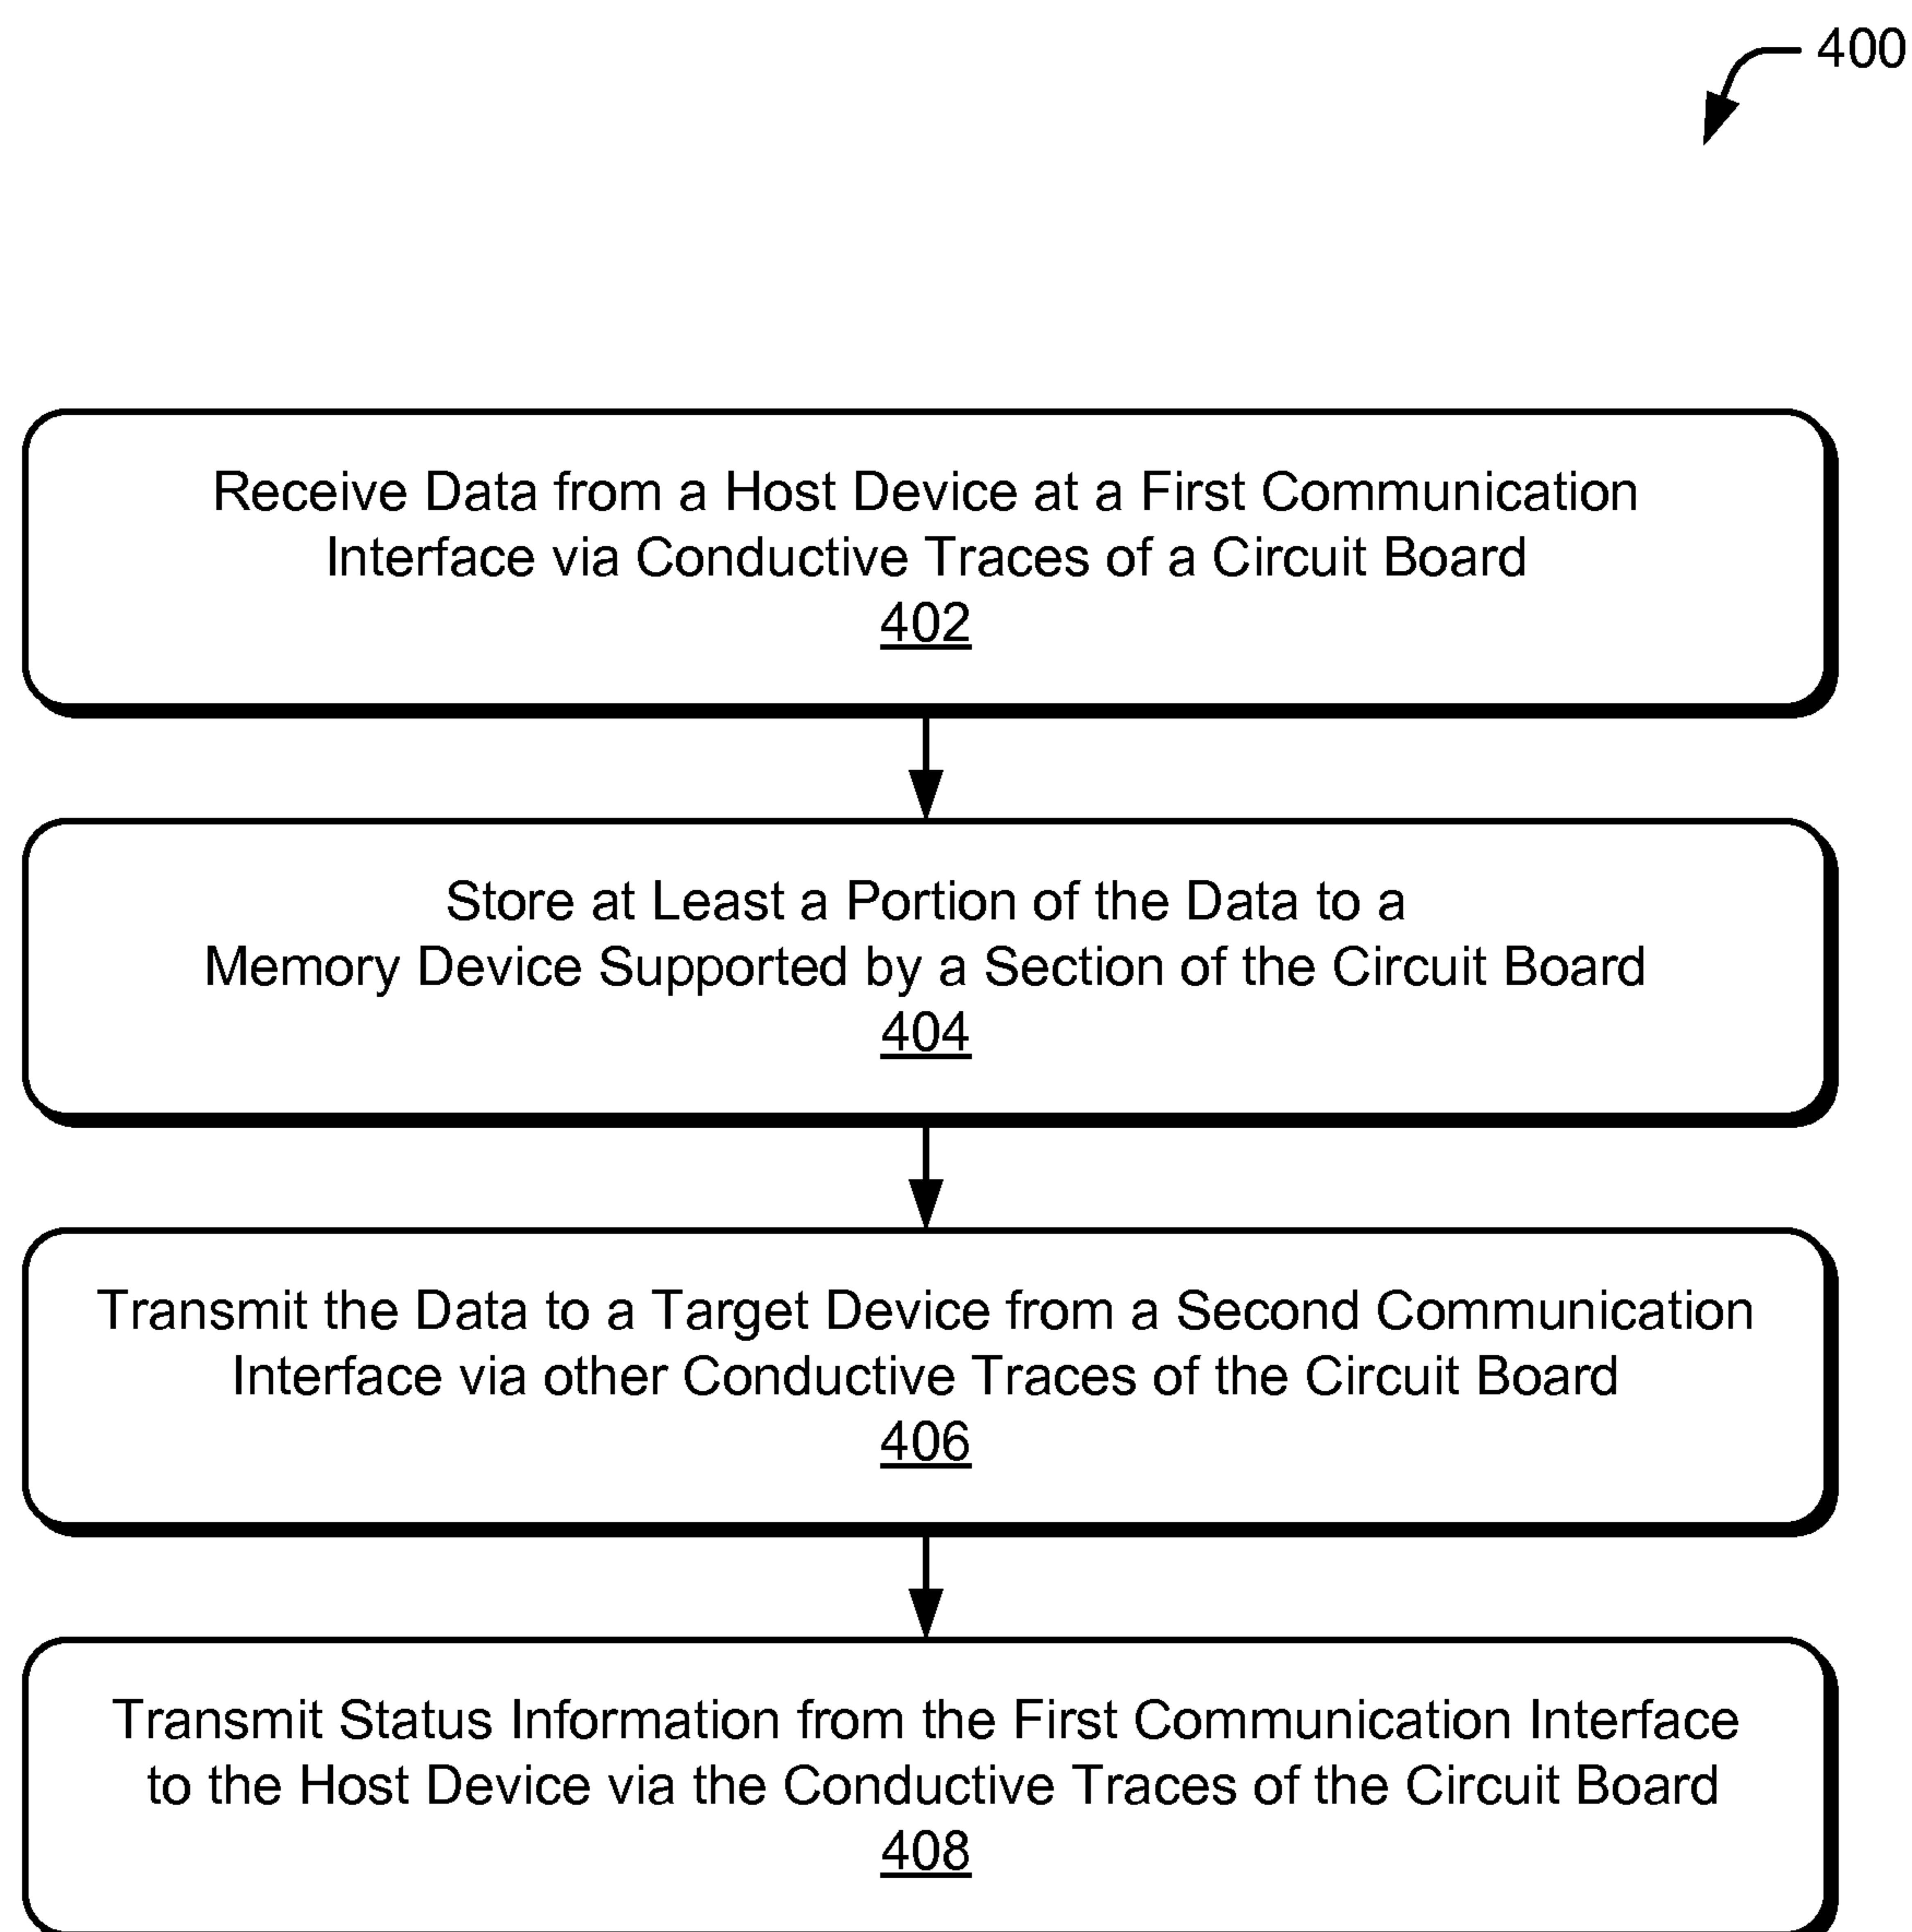 400
Receive Data from a Host Device at a First Communication
Interface via Conductive Traces of a Circuit Board
402
Store at Least a Portion of the Data to a
Memory Device Supported by a Section of the Circuit Board
404
Transmit the Data to a Target Device from a Second Communication
Interface via other Conductive Traces of the Circuit Board
406
Transmit Status Information from the First Communication Interface
to the Host Device via the Conductive Traces of the Circuit Board
408